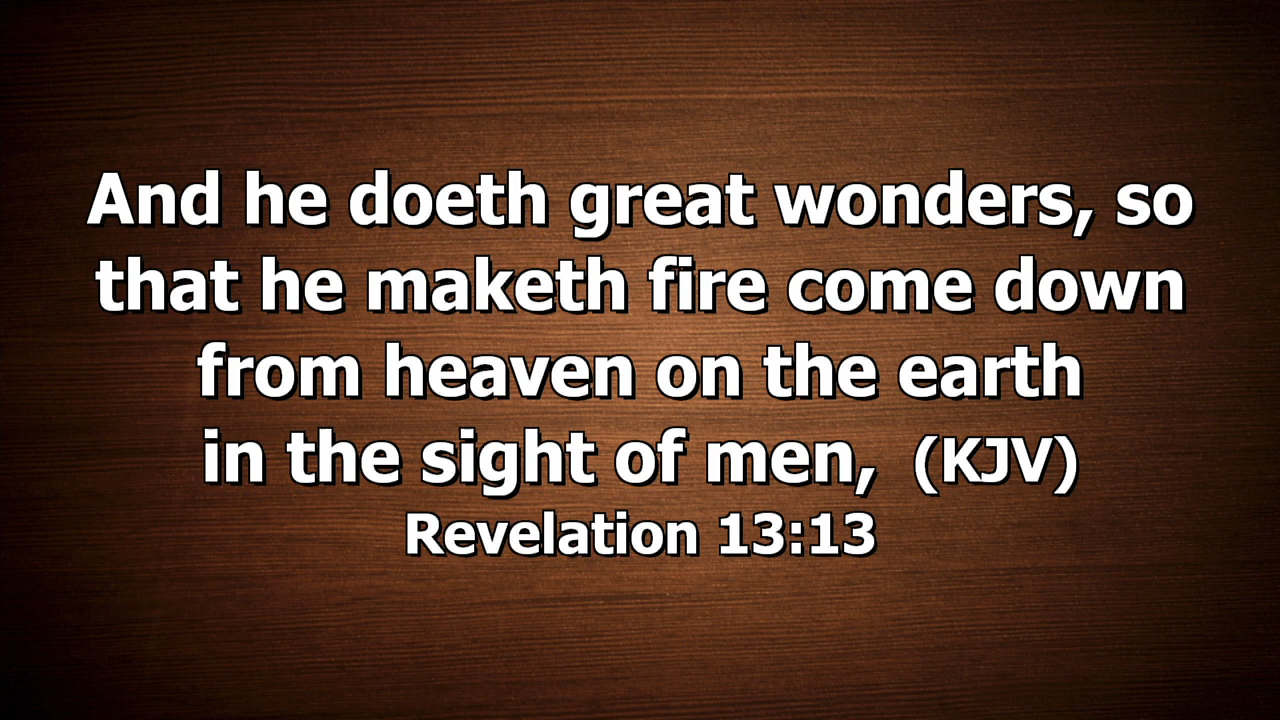 And he doeth great wonders, so
that he maketh fire come down
from heaven on the earth
in the sight of men, (KJV)
Revelation 13:13